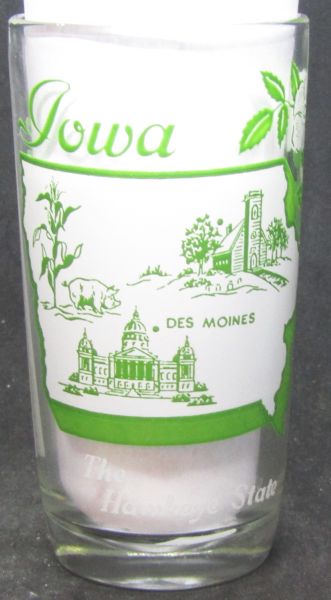 Iowa
DES MOINES
The
Hawkeye State